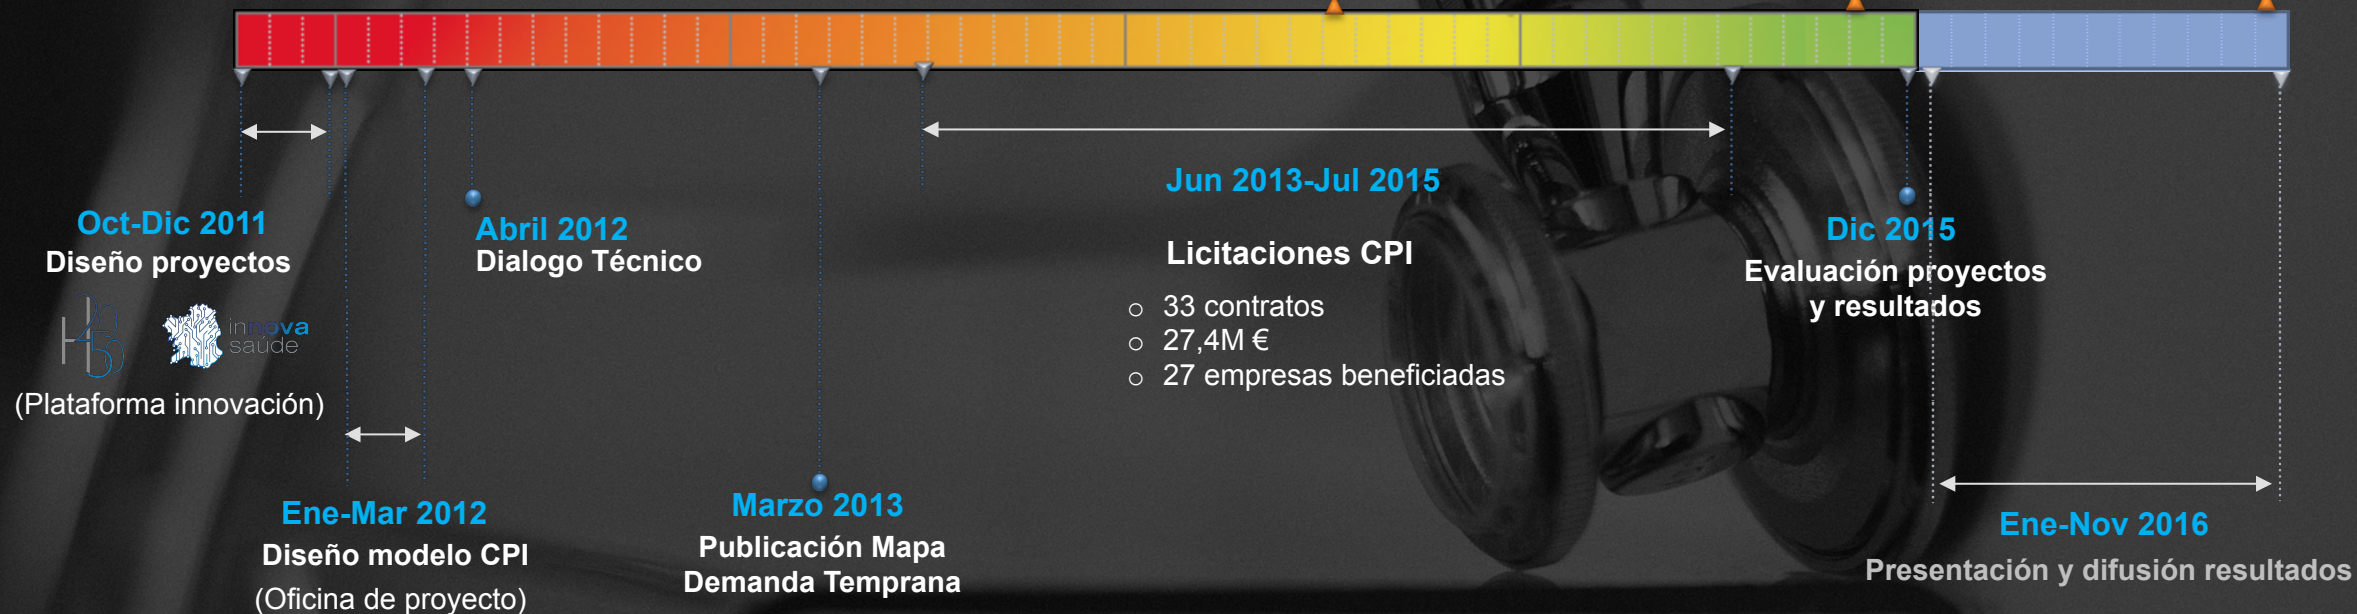 Oct-Dic 2011
Diseño proyectos
innova
saúde
(Plataforma innovación)
Ene-Mar 2012
Diseño modelo CPI
(Oficina de proyecto)
Abril 2012
Dialogo Técnico
Marzo 2013
Publicación Mapa
Demanda Temprana
Jun 2013-Jul 2015
Licitaciones CPI
o 33 contratos
o 27,4M €
o 27 empresas beneficiadas
Dic 2015
Evaluación proyectos
y resultados
Ene-Nov 2016
Presentación y difusión resultados